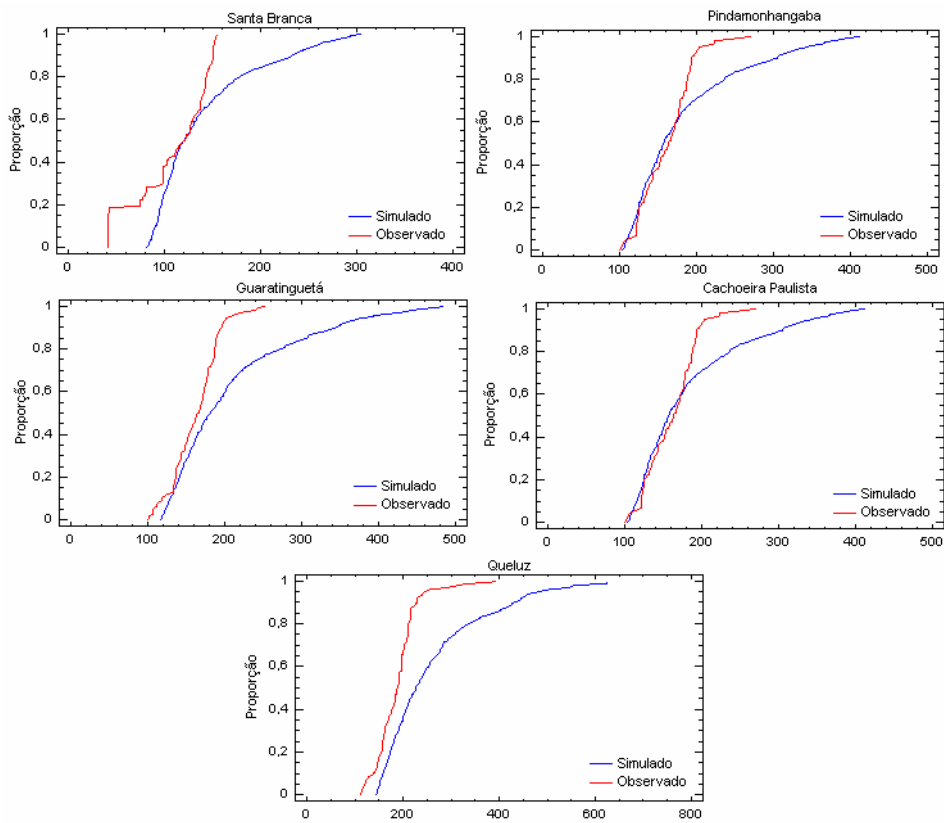 Santa Branca
Proporção
1
0,8
0,6
0,4
0,2
0
Simulado
Observado
0 100 200 300 400
Pindamonhangaba
Proporção
1
0,8
0,6
0,4
0,2
0
Simulado
Observado
0 100 200 300 400 500
Guaratinguetá
Proporção
1
0,8
0,6
0,4
0,2
0
Simulado
Observado
0 100 200 300 400 500
Cachoeira Paulista
Proporção
1
0,8
0,6
0,4
0,2
0
Simulado
Observado
0 100 200 300 400 500
Queluz
Proporção
1
0,8
0,6
0,4
0,2
0
Simulado
Observado
0 200 400 600 800